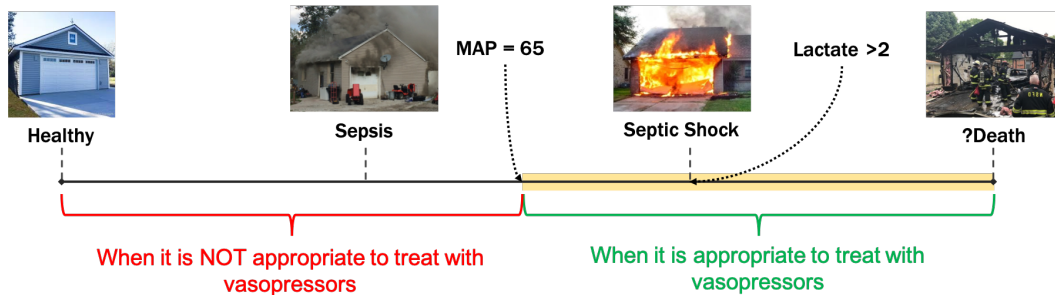 MAP = 65
Lactate >2
Healthy
Sepsis
Septic Shock
?Death
When it is NOT appropriate to treat with
vasopressors
When it is appropriate to treat with
vasopressors